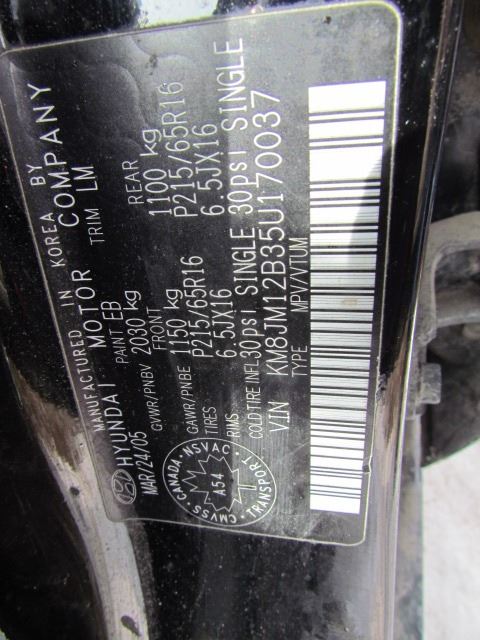 MANUFACTURED IN KOREA BY
HYUNDAI MOTOR COMPANY
MAR/24/05 PAINT EB TRIM LM
GVWR/PNBV 2030 kg
FRONT REAR
GAWR/PNBE 1150 kg 1100 kg
TIRES P215/65R16 P215/65R16
RIMS 6.5JX16 6.5JX16
COLD TIRE INFL 30psi SINGLE 30psi SINGLE
VIN KM8JM12B35U170037
TYPE MPV/VTUM
CANADA NSVAC TRANSPORT CMVSS
A54